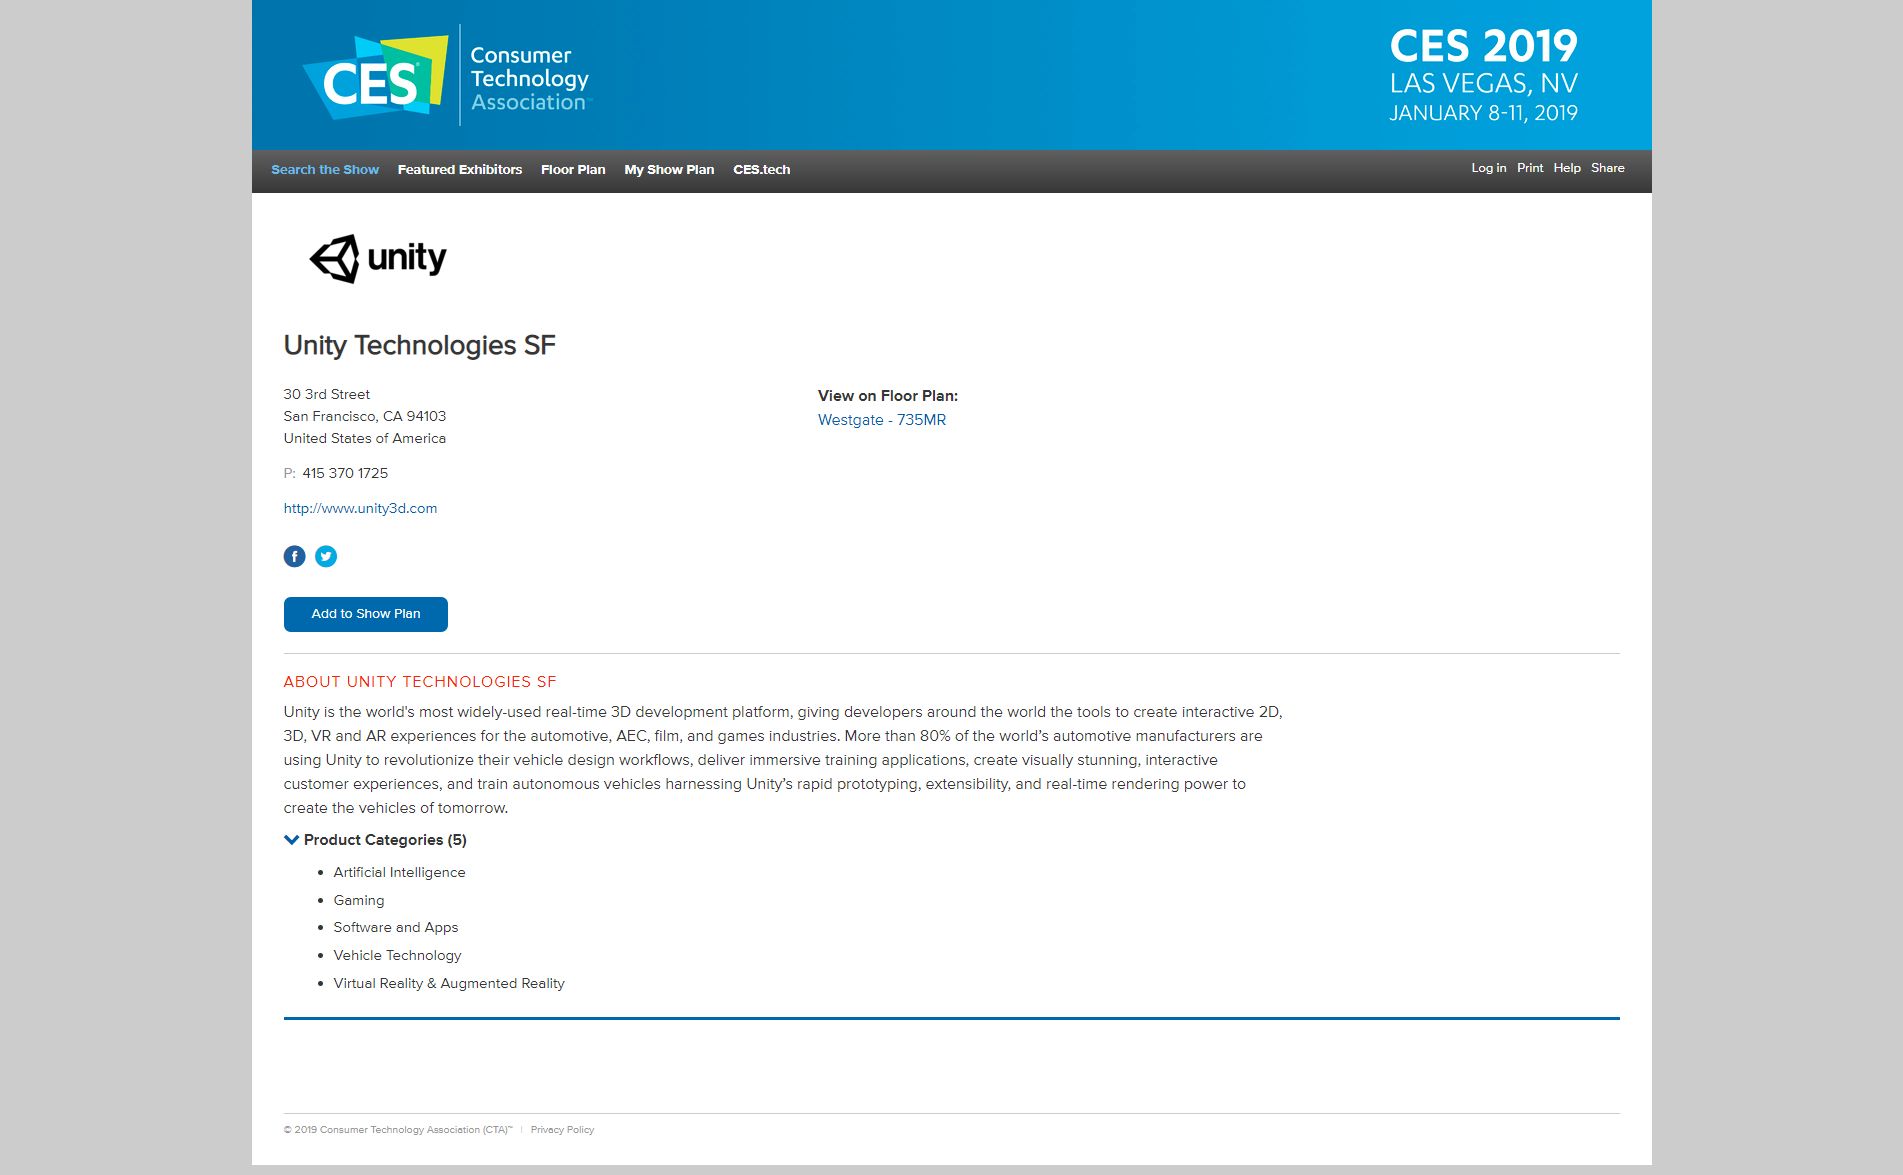 CES®
Consumer
Technology
Association™
CES 2019
LAS VEGAS, NV
JANUARY 8-11, 2019
Search the Show Featured Exhibitors Floor Plan My Show Plan CES.tech
Log in Print Help Share
unity
Unity Technologies SF
30 3rd Street
San Francisco, CA 94103
United States of America
P: 415 370 1725
http://www.unity3d.com
View on Floor Plan:
Westgate - 735MR
Add to Show Plan
ABOUT UNITY TECHNOLOGIES SF
Unity is the world's most widely-used real-time 3D development platform, giving developers around the world the tools to create interactive 2D,
3D, VR and AR experiences for the automotive, AEC, film, and games industries. More than 80% of the world’s automotive manufacturers are
using Unity to revolutionize their vehicle design workflows, deliver immersive training applications, create visually stunning, interactive
customer experiences, and train autonomous vehicles harnessing Unity’s rapid prototyping, extensibility, and real-time rendering power to
create the vehicles of tomorrow.
Product Categories (5)
• Artificial Intelligence
• Gaming
• Software and Apps
• Vehicle Technology
• Virtual Reality & Augmented Reality
© 2019 Consumer Technology Association (CTA)™ | Privacy Policy